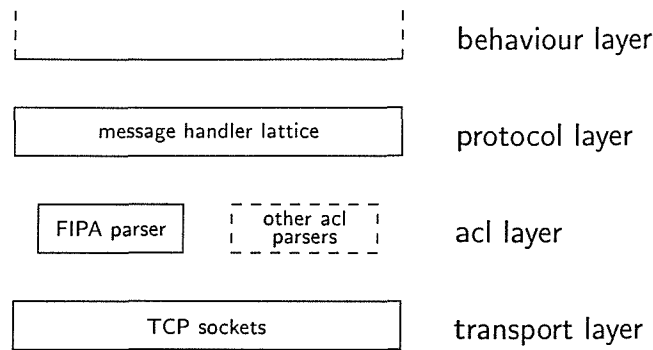 behaviour layer
message handler lattice
protocol layer
FIPA parser
other acl
parsers
acl layer
TCP sockets
transport layer